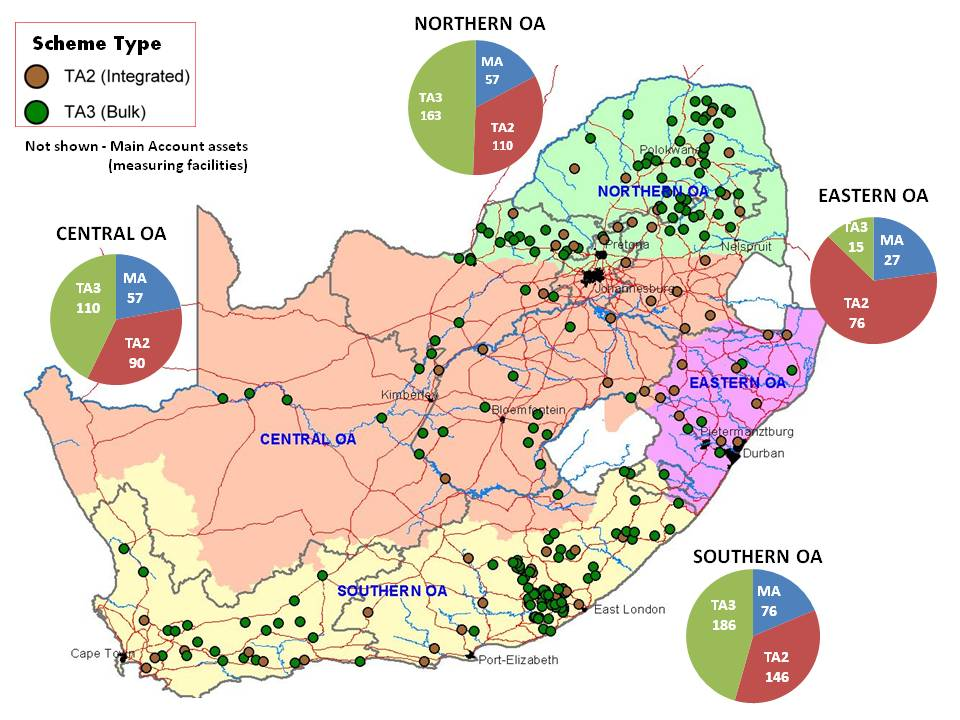 NORTHERN OA
Scheme Type
TA2 (Integrated)
TA3 (Bulk)
MA
57
TA3
163
TA2
110
Not shown - Main Account assets
(measuring facilities)
Polokwane
NORTHERN OA
EASTERN OA
TA3
15
MA
27
TA2
76
CENTRAL OA
MA
57
TA3
110
TA2
90
Pretoria
Nelspruit
Johannesburg
EASTERN OA
Kimberley
Bloemfontein
CENTRAL OA
Pietermanztburg
Durban
SOUTHERN OA
SOUTHERN OA
MA
76
TA3
186
TA2
146
East London
Cape Town
Port-Elizabeth